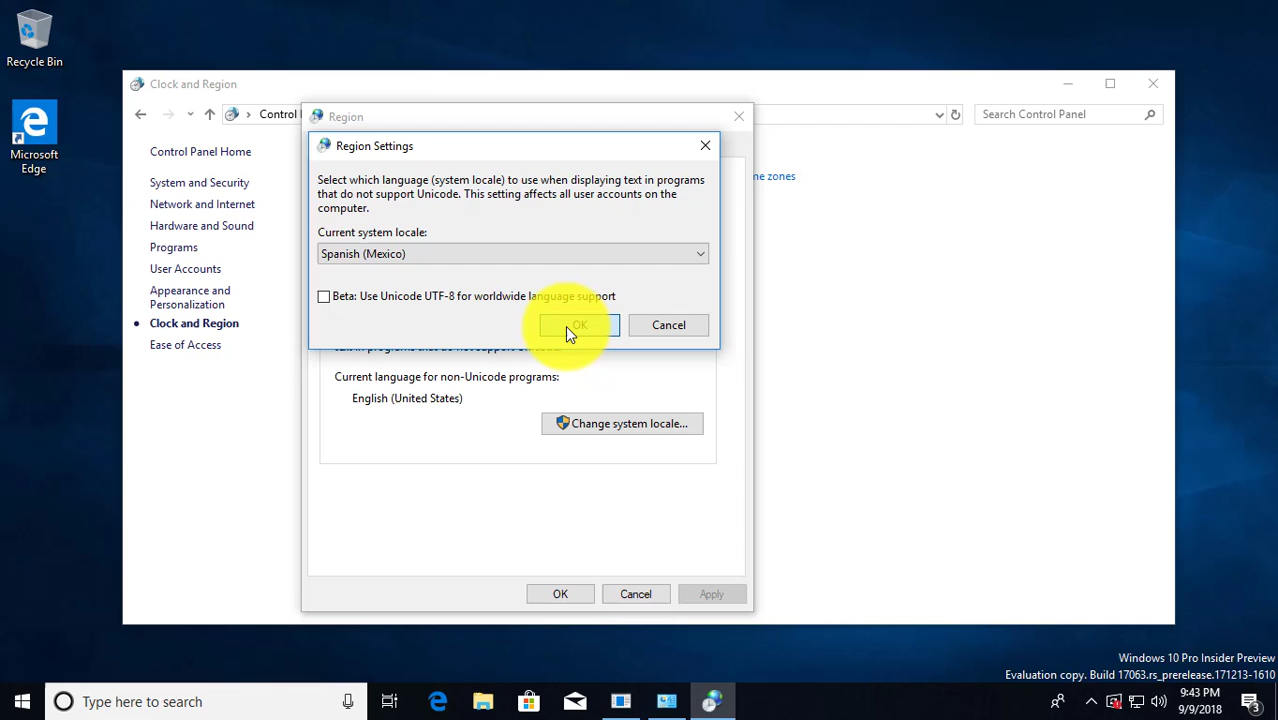 Recycle Bin
Microsoft
Edge
Clock and Region
Control
Search Control Panel
Control Panel Home
System and Security
Network and Internet
Hardware and Sound
Programs
User Accounts
Appearance and
Personalization
Clock and Region
Ease of Access
me zones
Region
Region Settings
Select which language (system locale) to use when displaying text in programs
that do not support Unicode. This setting affects all user accounts on the
computer.
Current system locale:
Spanish (Mexico)
Beta: Use Unicode UTF-8 for worldwide language support
OK
Cancel
Current language for non-Unicode programs:
English (United States)
Change system locale...
OK
Cancel
Apply
Windows 10 Pro Insider Preview
Evaluation copy. Build 17063.rs_prerelease.171213-1610
Type here to search
9:43 PM
9/9/2018
3